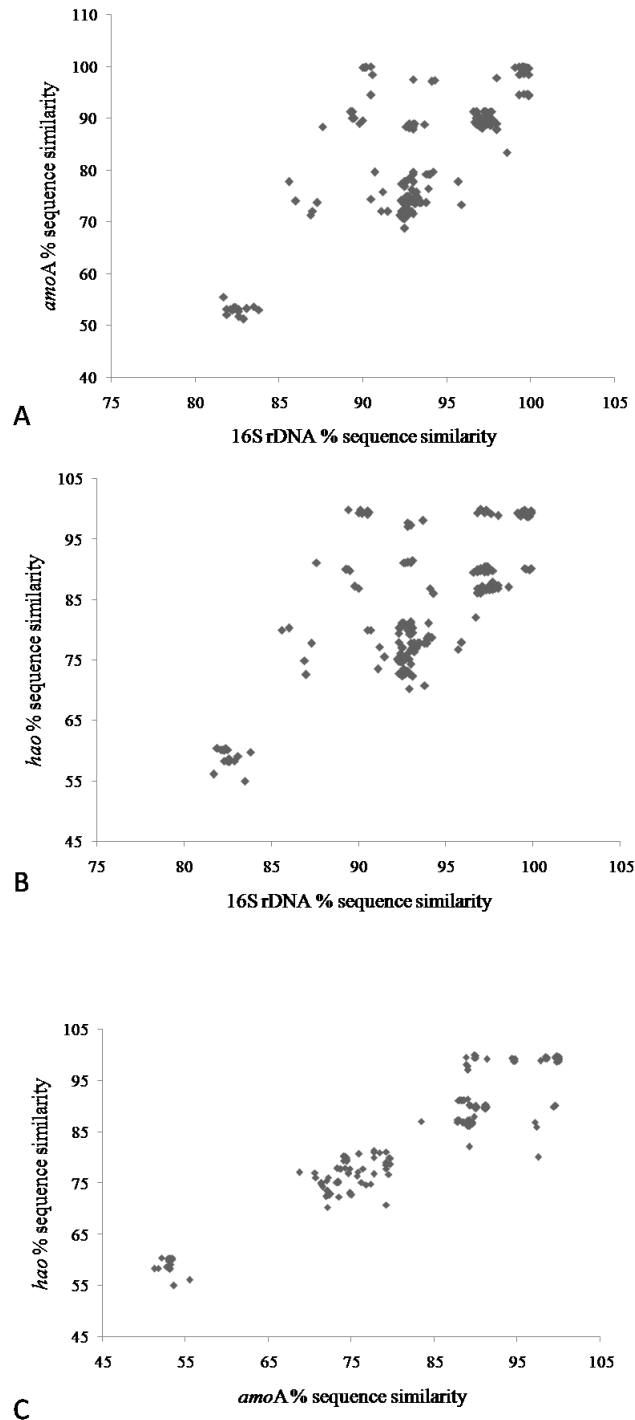 110
100
90
80
70
60
50
40
amoA % sequence similarity
75 80 85 90 95 100 105
A
16S rDNA % sequence similarity
105
95
85
75
65
55
45
hao % sequence similarity
75 80 85 90 95 100 105
B
16S rDNA % sequence similarity
105
95
85
75
65
55
45
hao % sequence similarity
45 55 65 75 85 95 105
C
amoA% sequence similarity